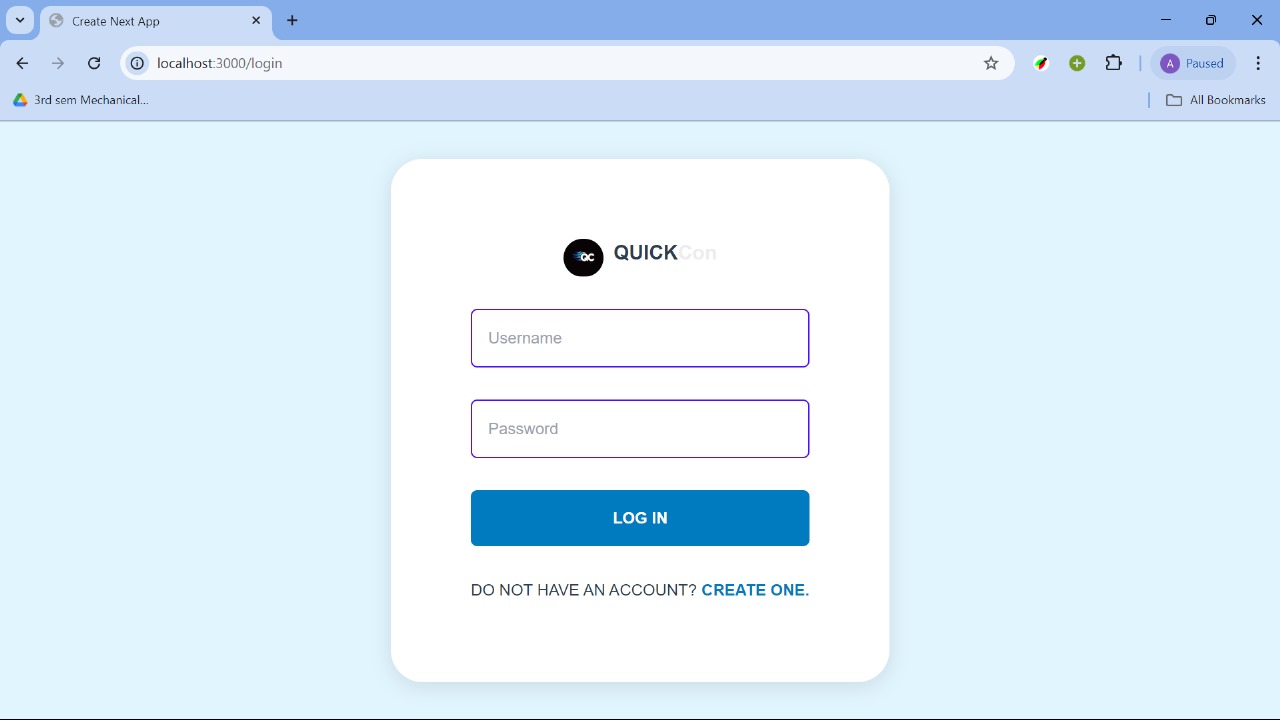 Create Next App
localhost:3000/login
A Paused
3rd sem Mechanical...
All Bookmarks
QC QUICKCon
Username
Password
LOG IN
DO NOT HAVE AN ACCOUNT? CREATE ONE.